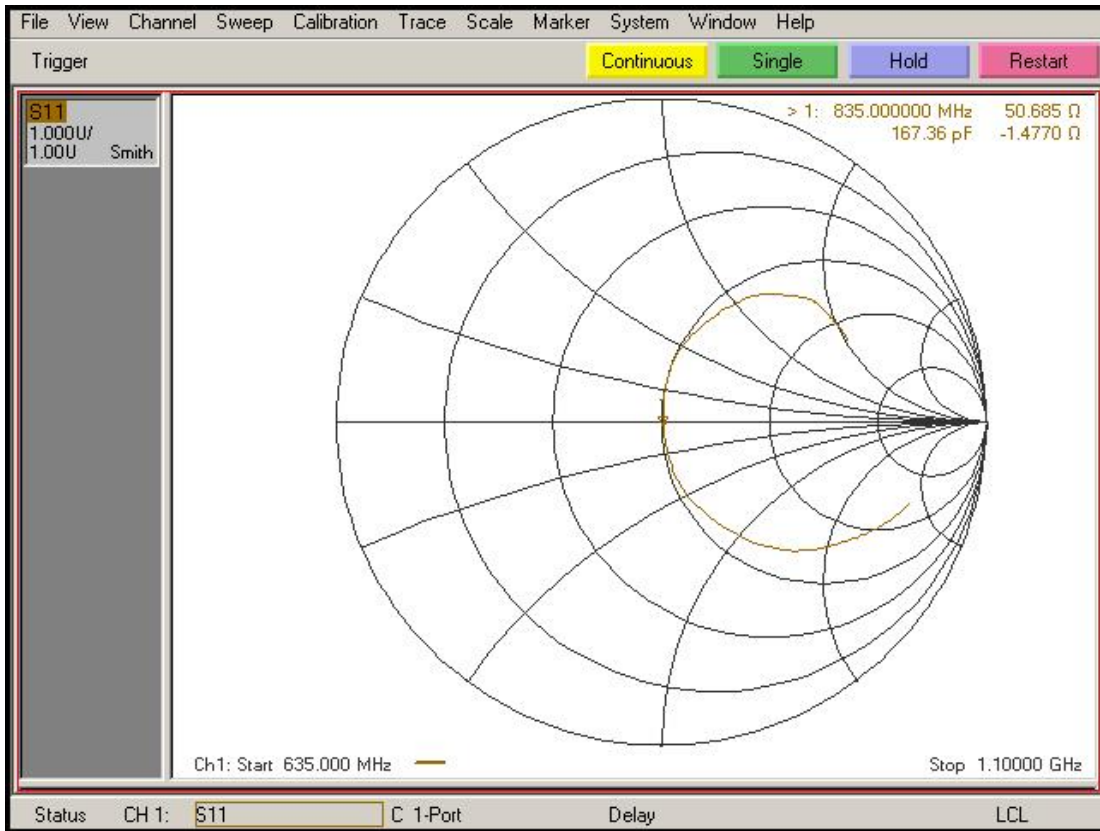 File View Channel Sweep Calibration Trace Scale Marker System Window Help
Trigger Continuous Single Hold Restart
S11
1.000U/
1.00U Smith
> 1: 835.000000 MHz 50.685 Ω
167.36 pF -1.4770 Ω
Ch1: Start 635.000 MHz Stop 1.10000 GHz
Status CH 1: S11 C 1-Port Delay LCL